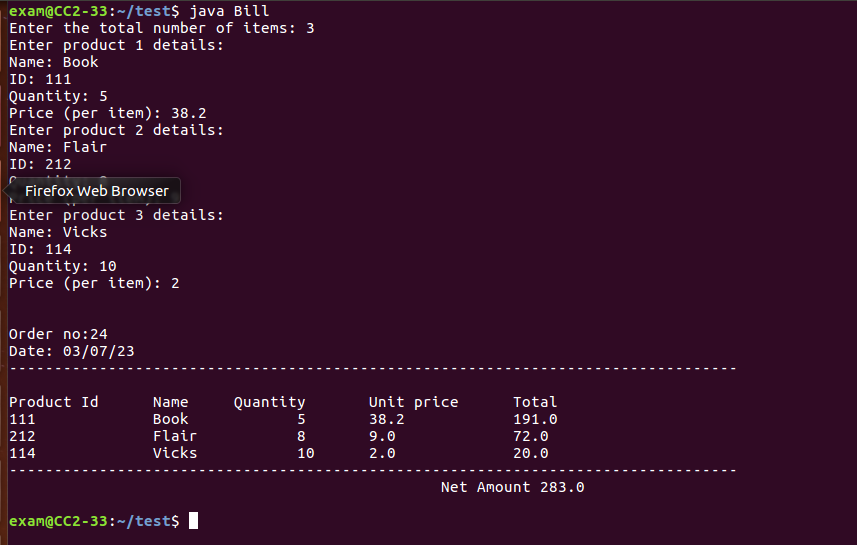 exam@CC2-33:~/test$ java Bill
Enter the total number of items: 3
Enter product 1 details:
Name: Book
ID: 111
Quantity: 5
Price (per item): 38.2
Enter product 2 details:
Name: Flair
ID: 212
Firefox Web Browser
Enter product 3 details:
Name: Vicks
ID: 114
Quantity: 10
Price (per item): 2
Order no:24
Date: 03/07/23
--------------------------------------------------------------------------------
Product Id Name Quantity Unit price Total
111 Book 5 38.2 191.0
212 Flair 8 9.0 72.0
114 Vicks 10 2.0 20.0
--------------------------------------------------------------------------------
Net Amount 283.0
exam@CC2-33:~/test$